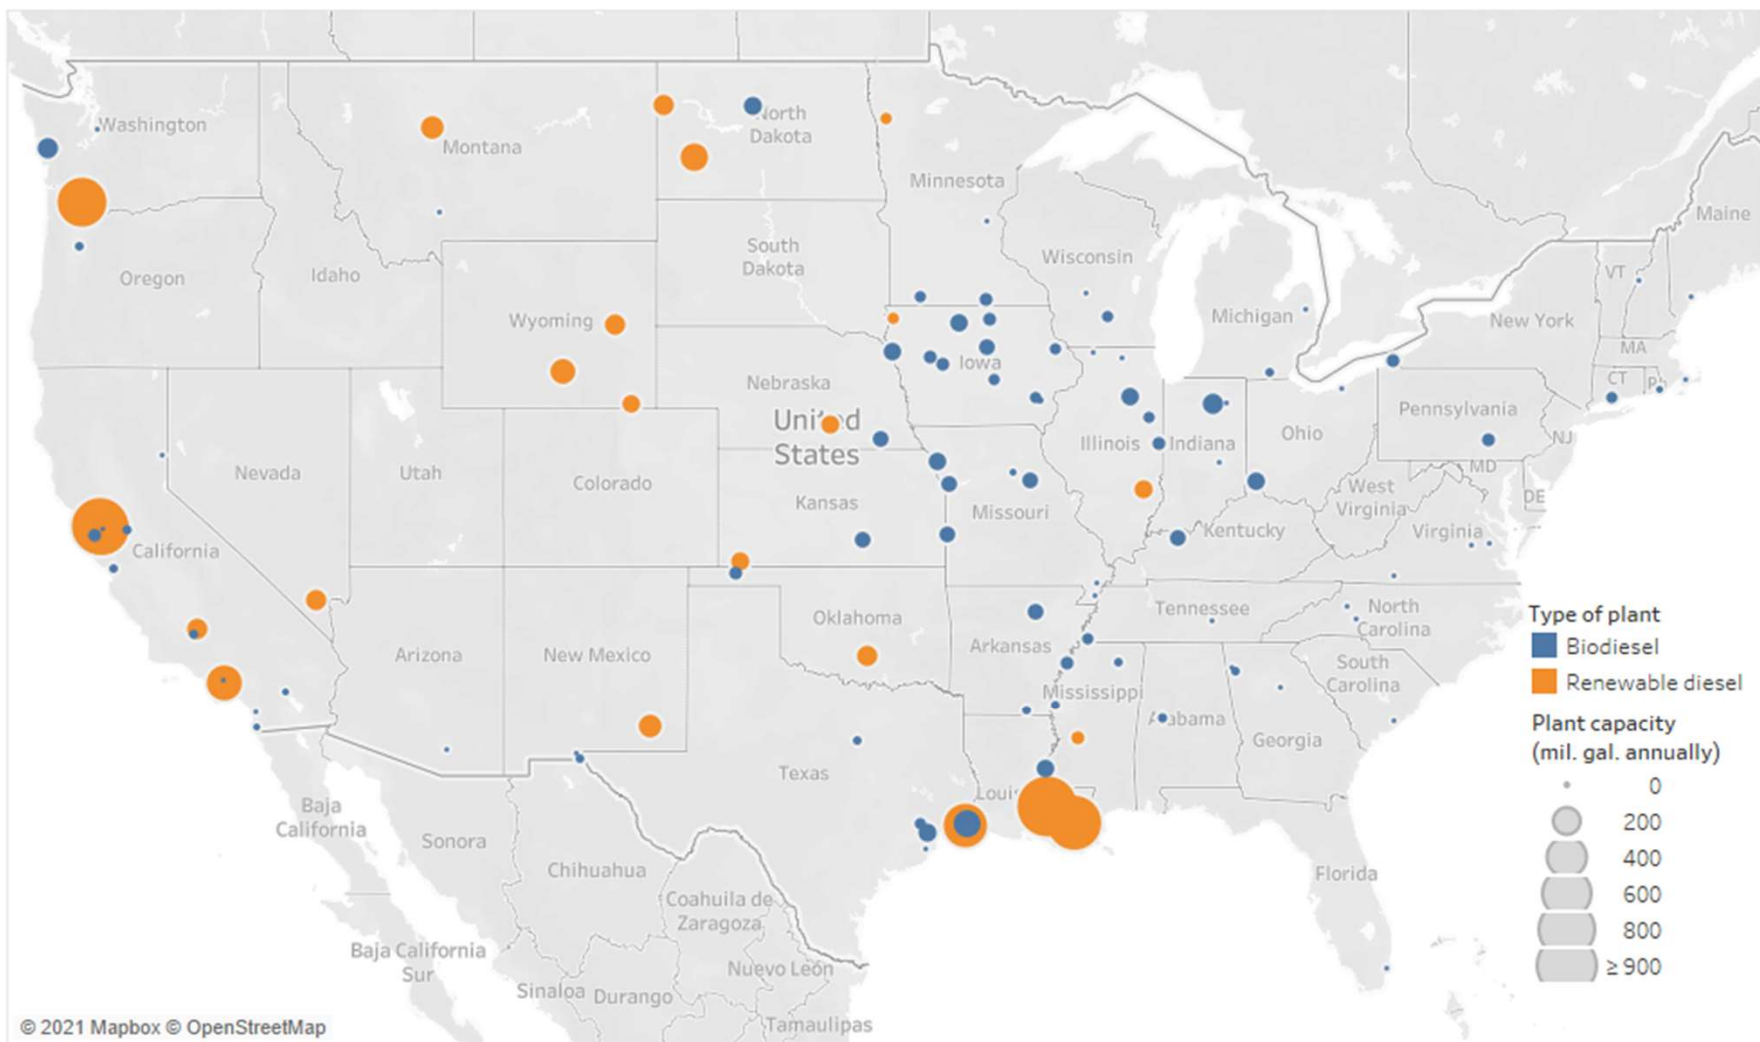 Washington
Montana
North
Dakota
Minnesota
Maine
Oregon
Idaho
South
Dakota
Wisconsin
VT
Wyoming
Michigan
New York
MA
Iowa
Nebraska
CT
Pennsylvania
United
States
Nevada
Utah
Colorado
Kansas
Illinois
Indiana
Ohio
NJ
MD
DE
West
Virginia
Virginia
California
Missouri
Kentucky
Arizona
New Mexico
Oklahoma
Arkansas
Tennessee
North
Carolina
South
Carolina
Mississippi
Alabama
Georgia
Texas
Louis
Florida
Baja
California
Sonora
Chihuahua
Coahuila de
Zaragoza
Baja California
Sur
Nuevo León
Sinaloa
Durango
Tamaulipas
Type of plant
Biodiesel
Renewable diesel
Plant capacity
(mil. gal. annually)
0
200
400
600
800
≥ 900
© 2021 Mapbox © OpenStreetMap